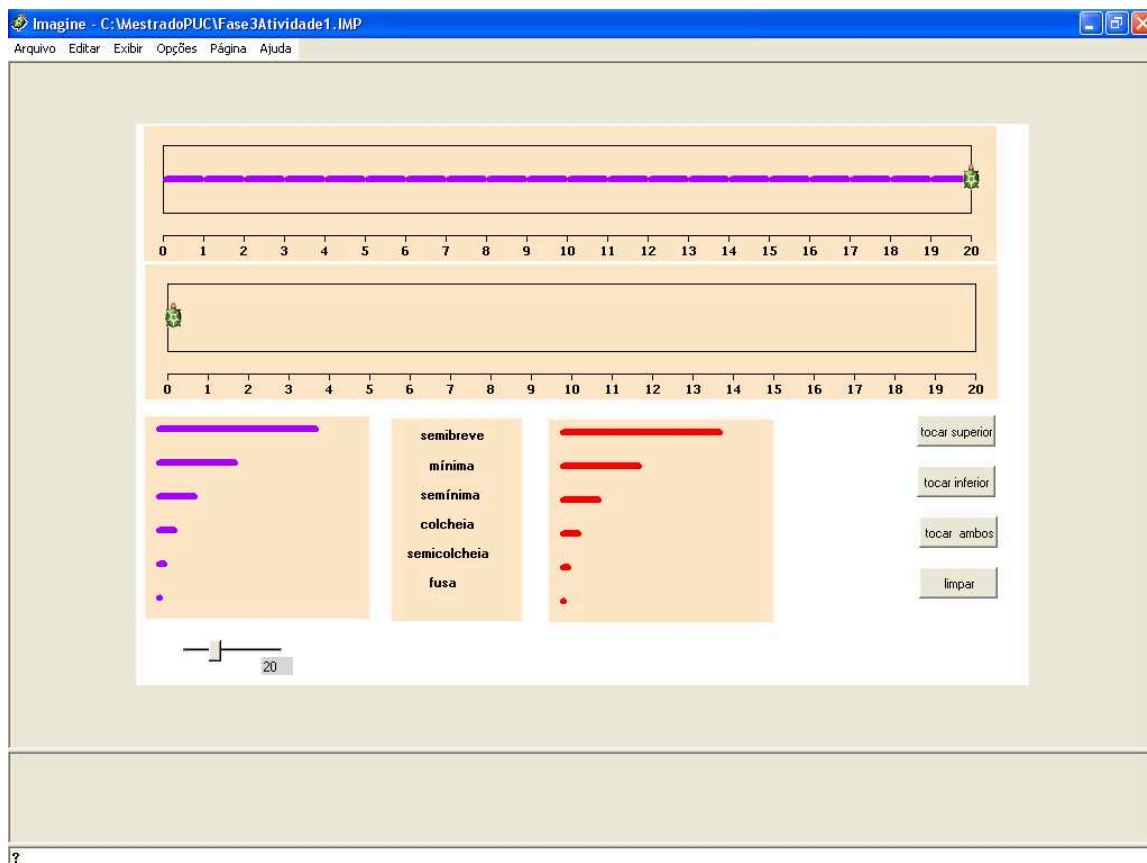 Imagine - C:\MestradoPUC\Fase3Atividade1.IMP
Arquivo Editar Exibir Opções Página Ajuda
0 1 2 3 4 5 6 7 8 9 10 11 12 13 14 15 16 17 18 19 20
0 1 2 3 4 5 6 7 8 9 10 11 12 13 14 15 16 17 18 19 20
semibreve
mínima
semínima
colcheia
semicolcheia
fusa
tocar superior
tocar inferior
tocar ambos
limpar
20
?